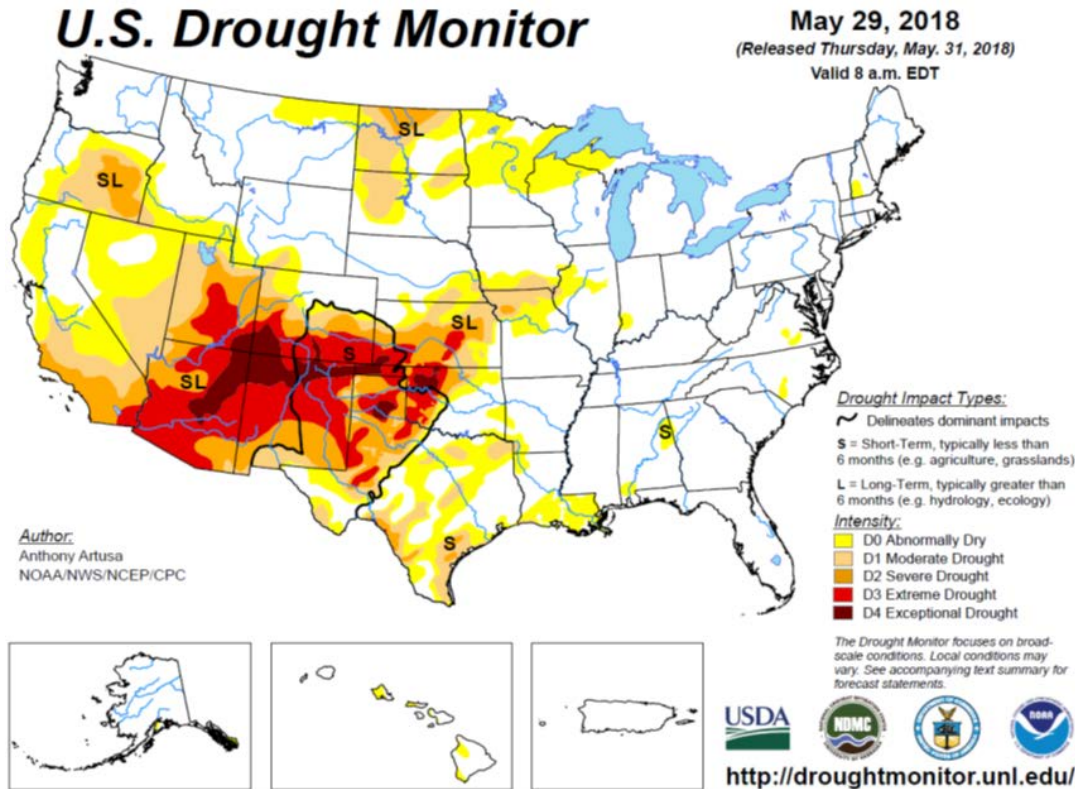 U.S. Drought Monitor
May 29, 2018
(Released Thursday, May. 31, 2018)
Valid 8 a.m. EDT
SL
SL
SL
S
SL
S
S
Drought Impact Types:
Delineates dominant impacts
S = Short-Term, typically less than
6 months (e.g. agriculture, grasslands)
L = Long-Term, typically greater than
6 months (e.g. hydrology, ecology)
Intensity:
D0 Abnormally Dry
D1 Moderate Drought
D2 Severe Drought
D3 Extreme Drought
D4 Exceptional Drought
Author:
Anthony Artusa
NOAA/NWS/NCEP/CPC
The Drought Monitor focuses on broad-
scale conditions. Local conditions may
vary. See accompanying text summary for
forecast statements.
USDA
NDMC
NOAA
http://droughtmonitor.unl.edu/